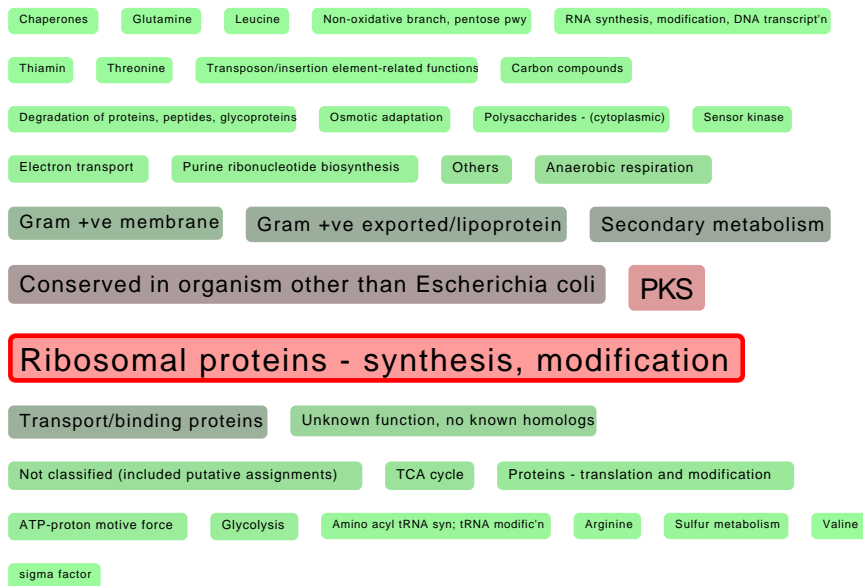 Chaperones Glutamine Leucine Non-oxidative branch, pentose pwy RNA synthesis, modification, DNA transcript'n
Thiamin Threonine Transposon/insertion element-related functions Carbon compounds
Degradation of proteins, peptides, glycoproteins Osmotic adaptation Polysaccharides - (cytoplasmic) Sensor kinase
Electron transport Purine ribonucleotide biosynthesis Others Anaerobic respiration
Gram +ve membrane Gram +ve exported/lipoprotein Secondary metabolism
Conserved in organism other than Escherichia coli PKS
Ribosomal proteins - synthesis, modification
Transport/binding proteins Unknown function, no known homologs
Not classified (included putative assignments) TCA cycle Proteins - translation and modification
ATP-proton motive force Glycolysis Amino acyl tRNA syn; tRNA modific'n Arginine Sulfur metabolism Valine
sigma factor